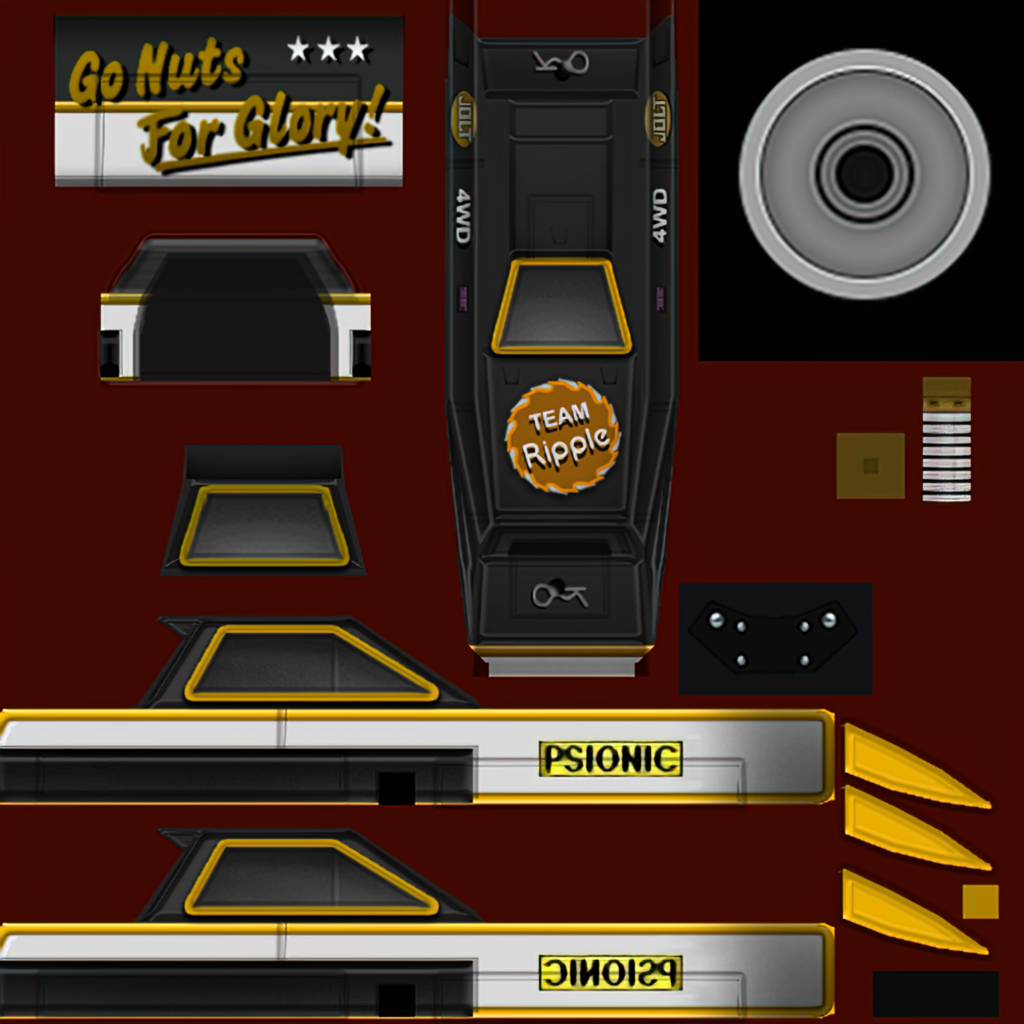 Go Nuts
For Glory!
JOLT
JOLT
4WD
4WD
TEAM
Ripple
PSIONIC
PSIONIC